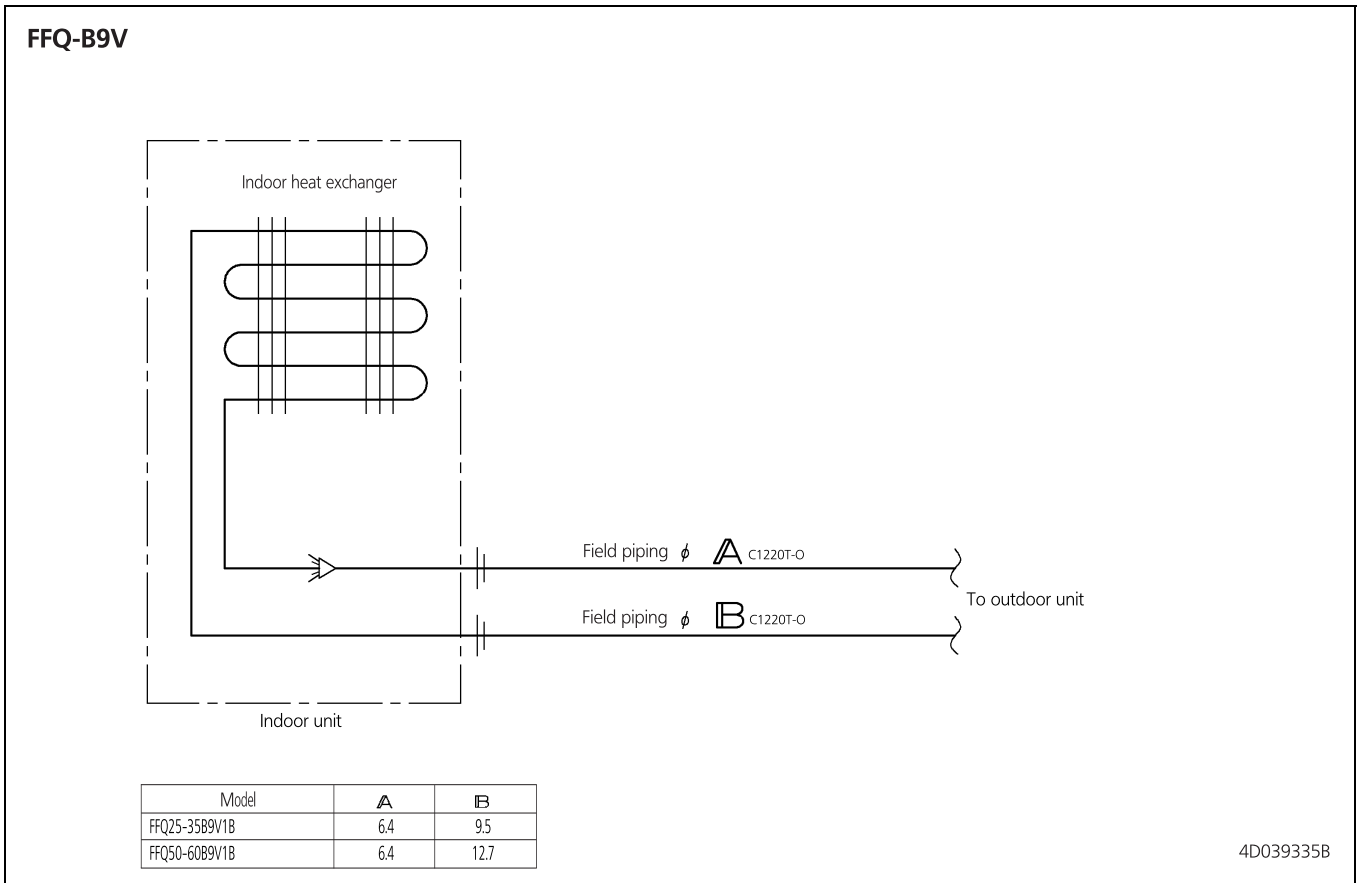 FFQ-B9V
Indoor heat exchanger
Field piping ϕ A C1220T-O
To outdoor unit
Field piping ϕ B C1220T-O
Indoor unit
Model A B
FFQ25-35B9V1B 6.4 9.5
FFQ50-60B9V1B 6.4 12.7
4D039335B